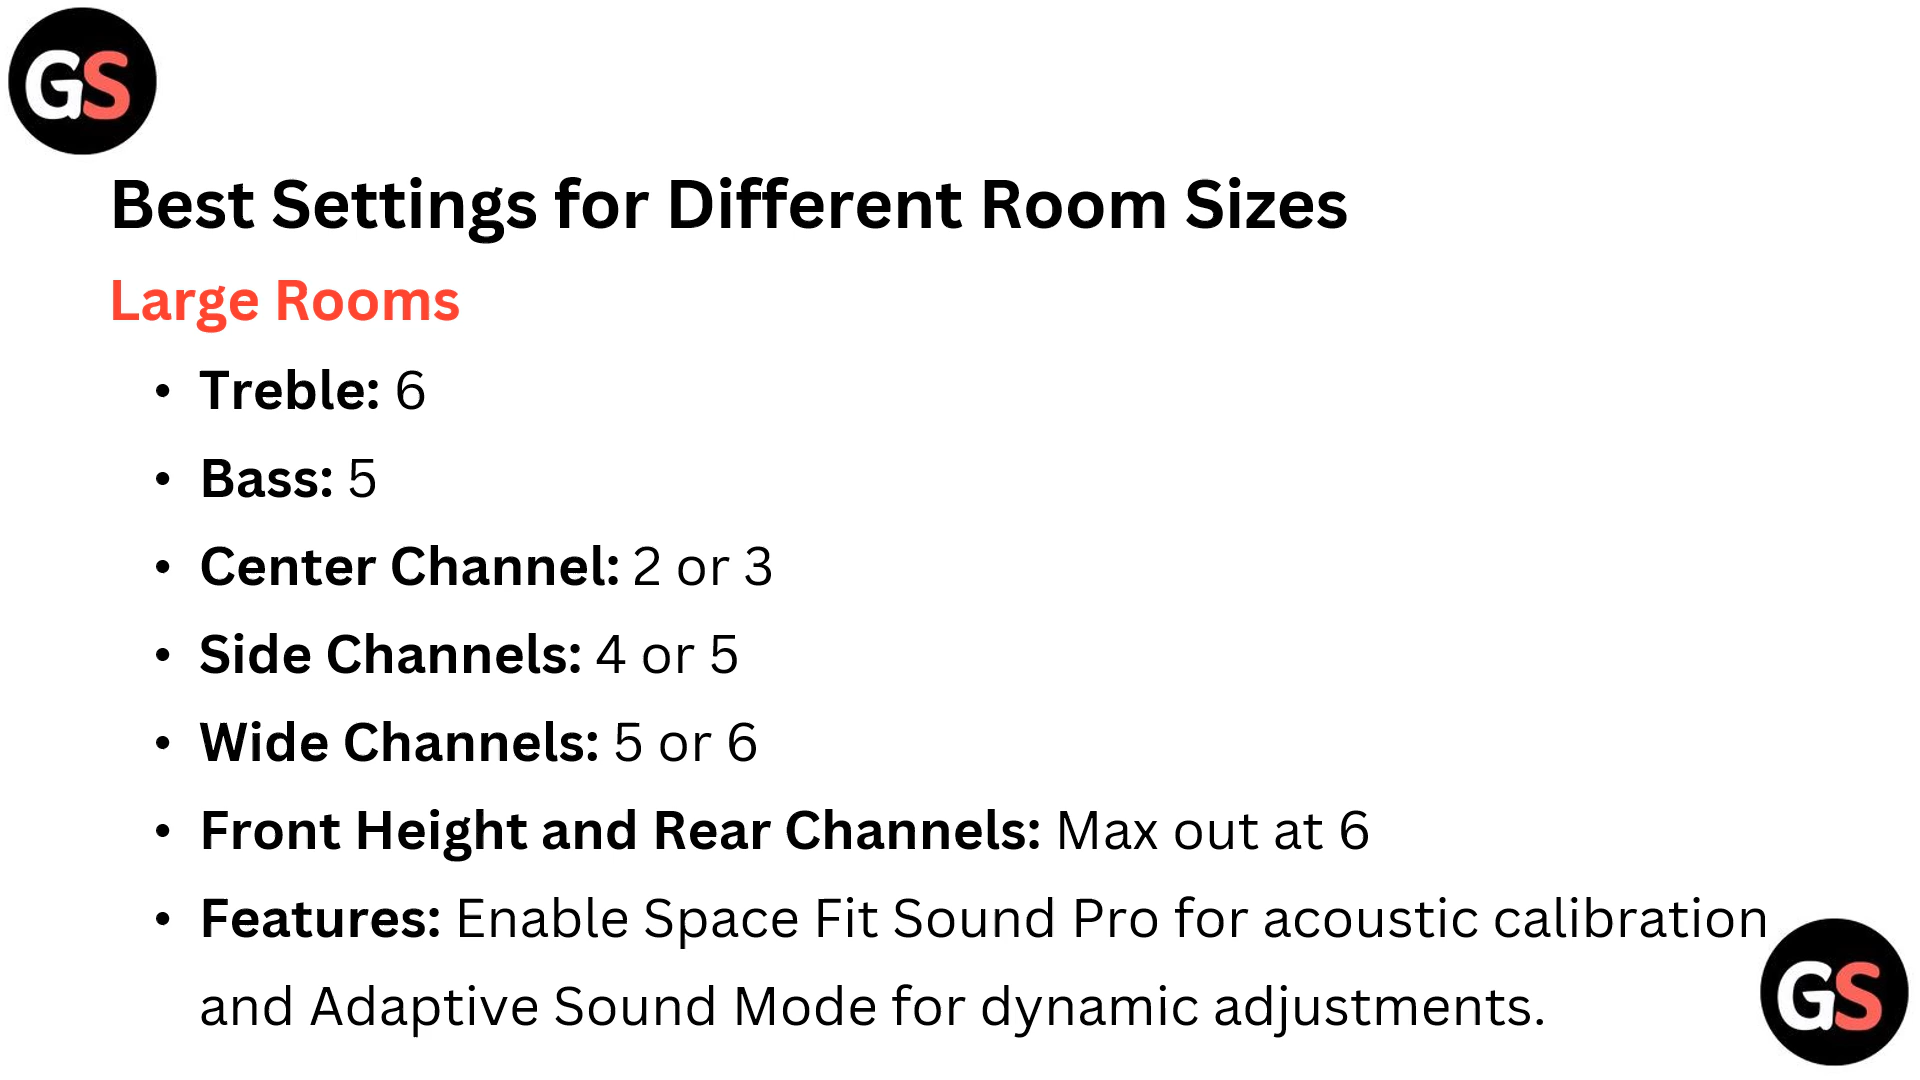 GS
Best Settings for Different Room Sizes
Large Rooms
• Treble: 6
• Bass: 5
• Center Channel: 2 or 3
• Side Channels: 4 or 5
• Wide Channels: 5 or 6
• Front Height and Rear Channels: Max out at 6
• Features: Enable Space Fit Sound Pro for acoustic calibration
and Adaptive Sound Mode for dynamic adjustments.
GS